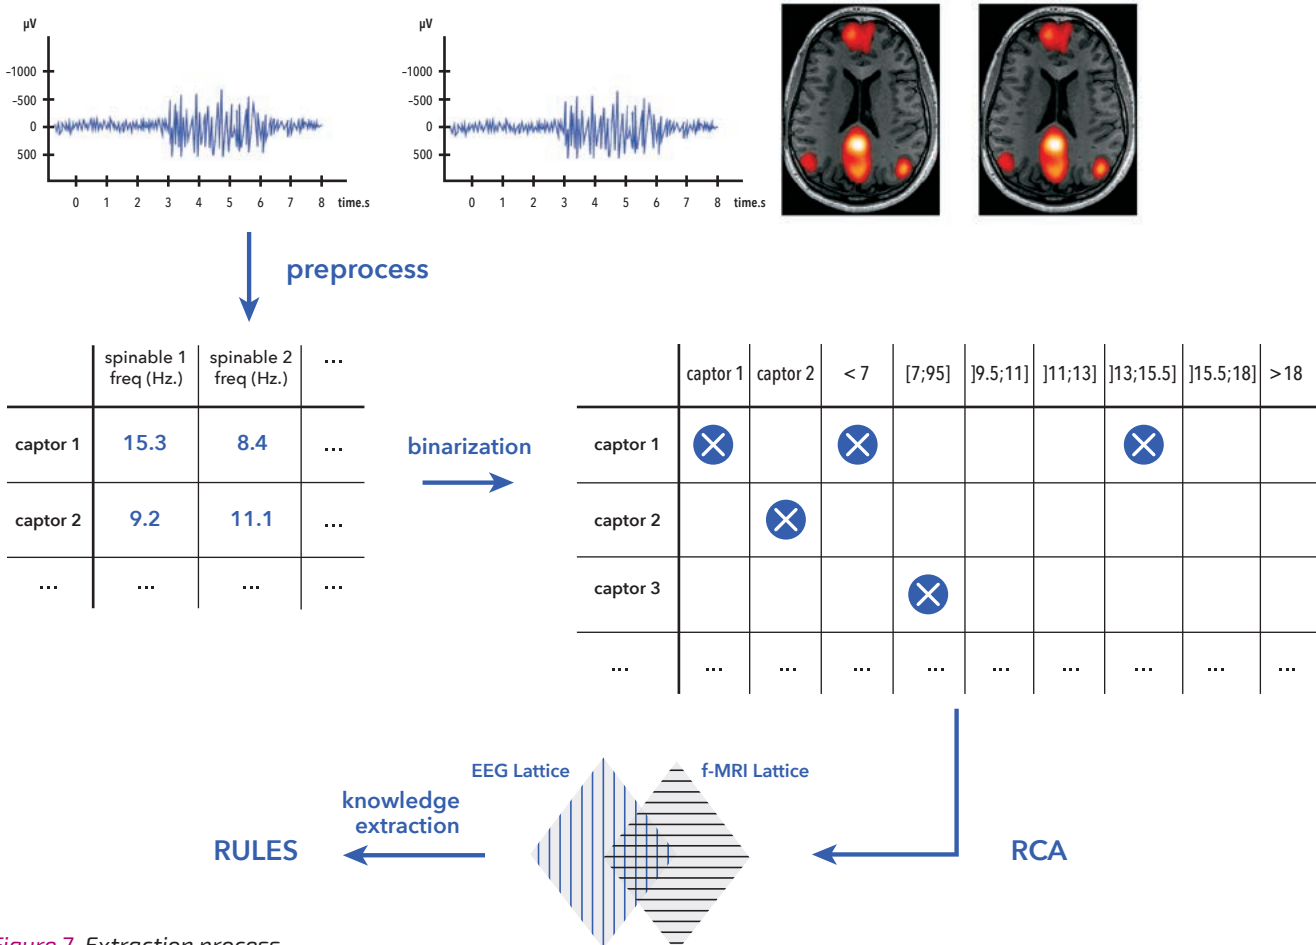 µV
-1000
-500
0
500
0 1 2 3 4 5 6 7 8 time.s
µV
-1000
-500
0
500
0 1 2 3 4 5 6 7 8 time.s
preprocess
spinable 1 freq (Hz.) spinable 2 freq (Hz.) ...
captor 1 15.3 8.4 ...
captor 2 9.2 11.1 ...
... ... ... ...
binarization
captor 1 captor 2 < 7 [7;95] ]9.5;11] ]11;13] ]13;15.5] ]15.5;18] > 18
captor 1
captor 2
captor 3
... ... ... ... ... ... ... ... ... ...
EEG Lattice
f-MRI Lattice
knowledge
extraction
RULES
RCA
Figure 7. Extraction process